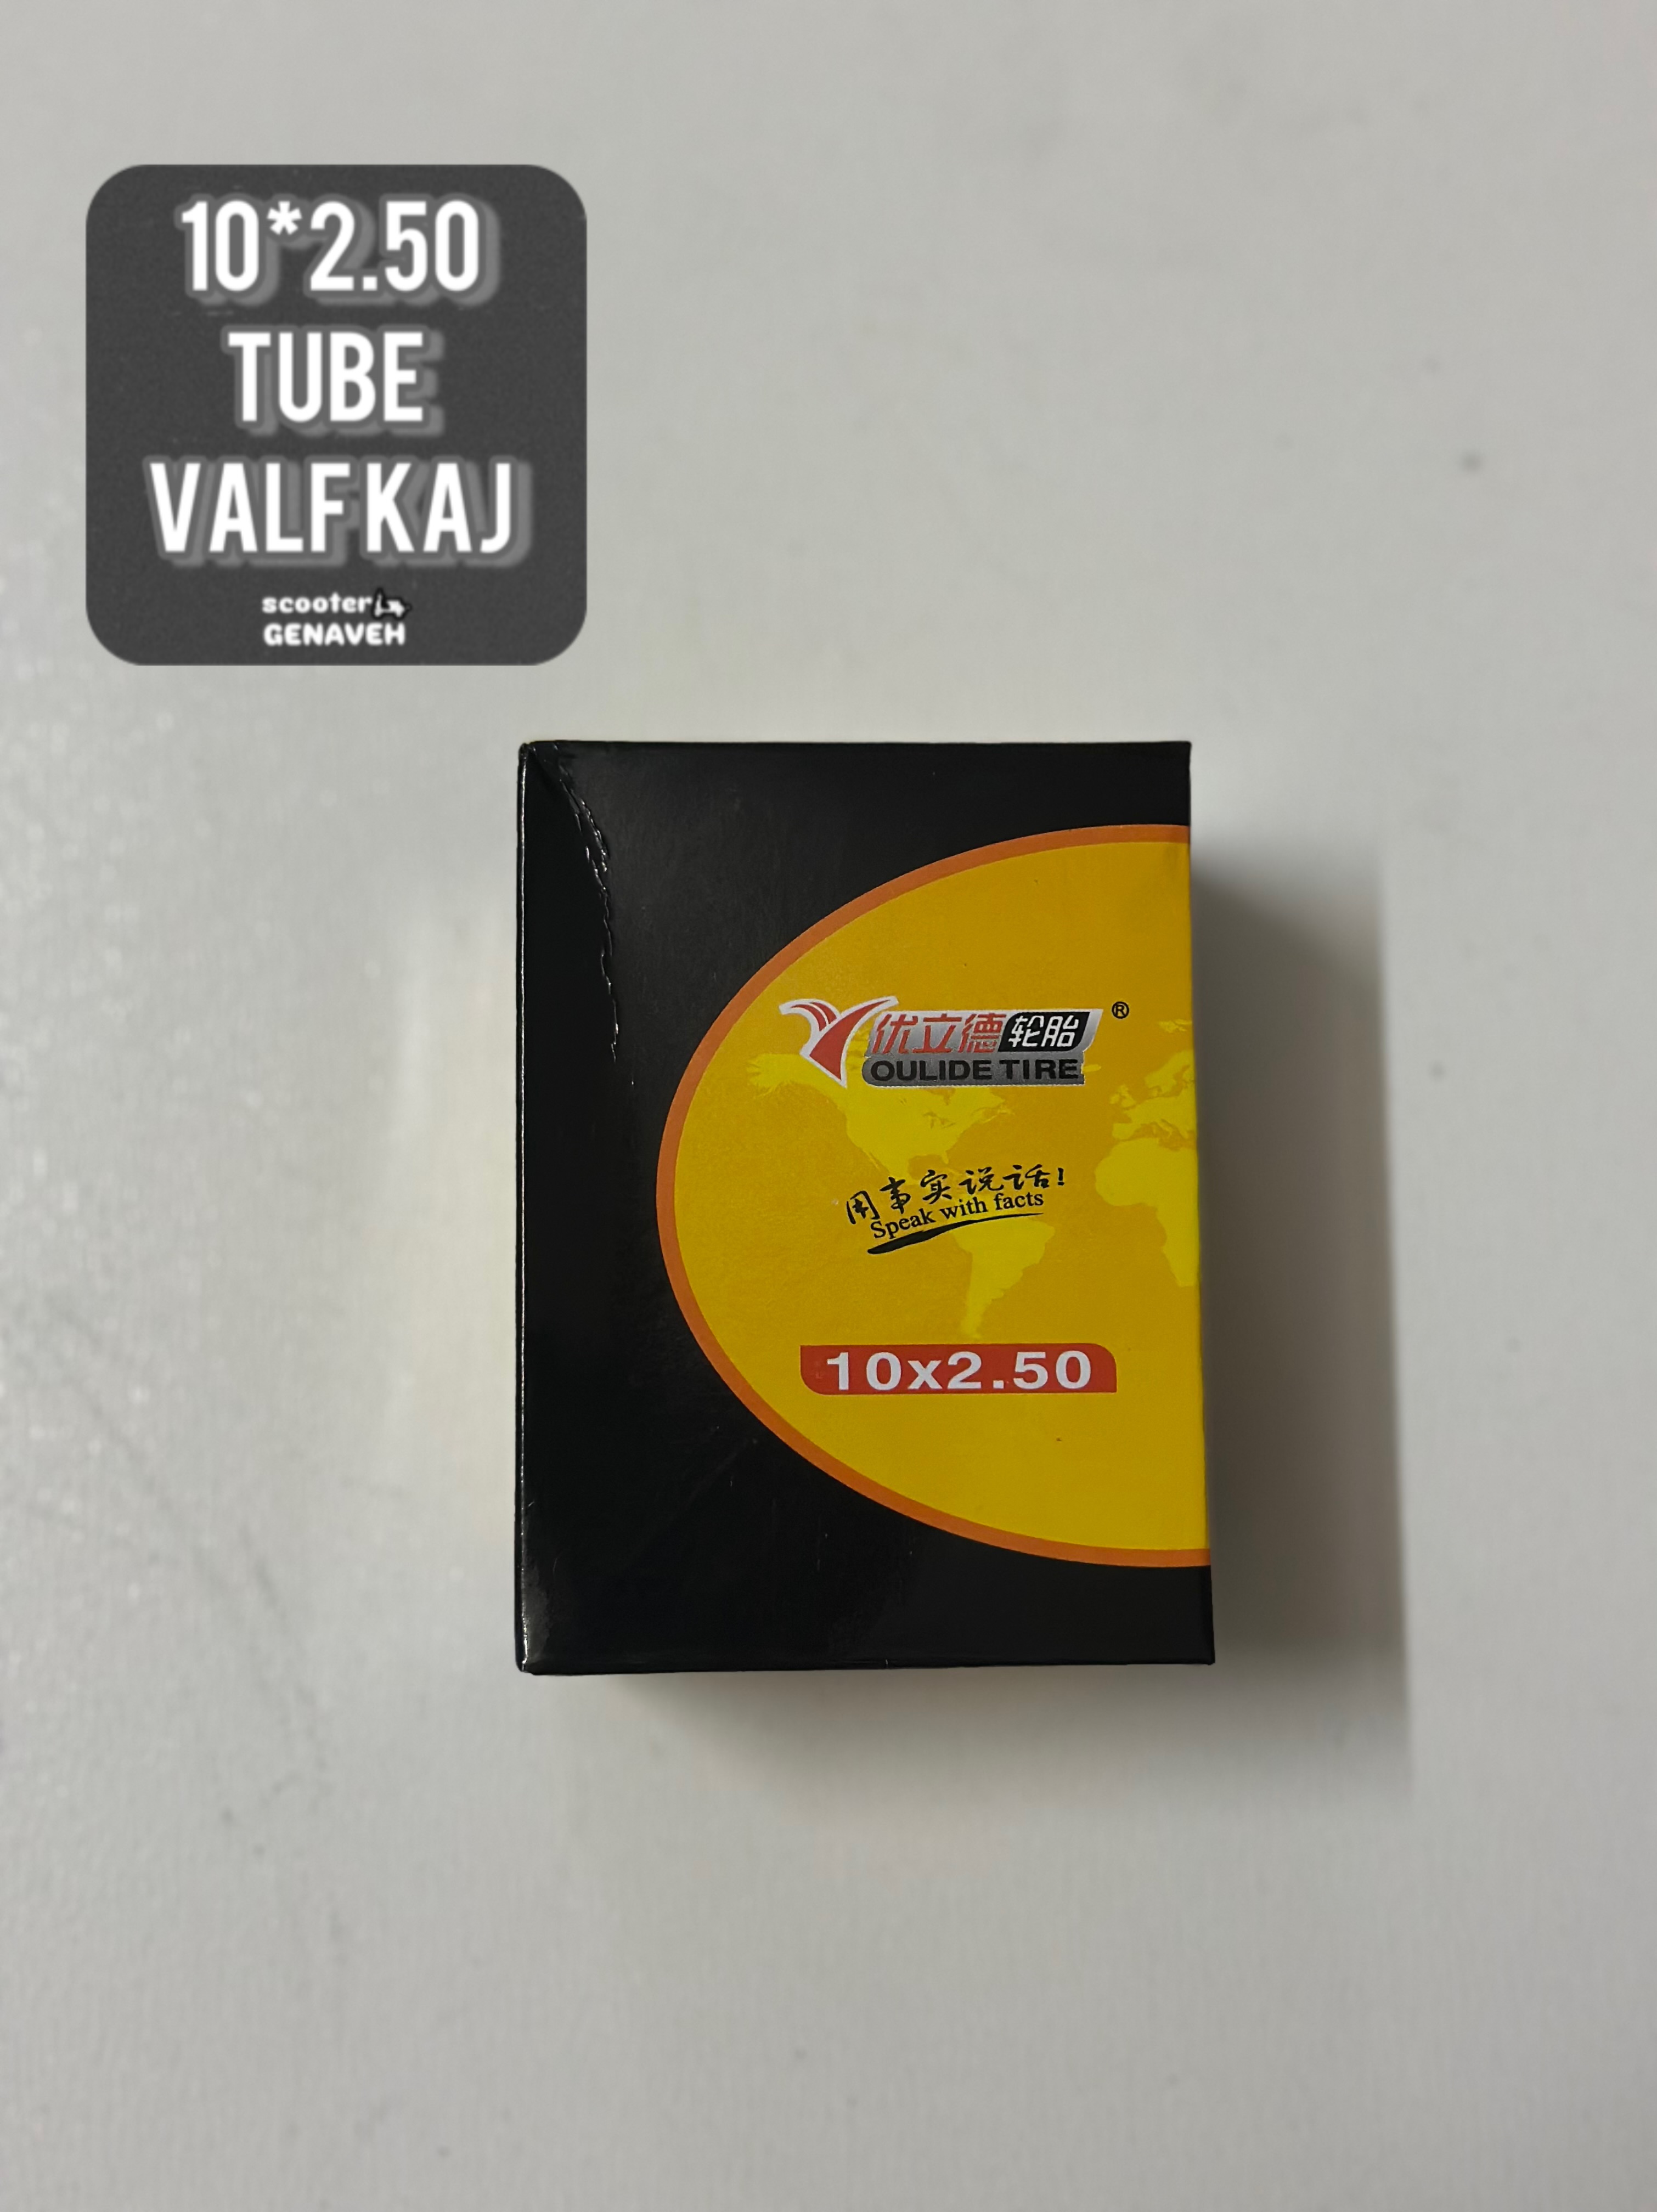 10*2.50
TUBE
VALF KAJ
scooter
GENAVEH
优立德轮胎®
OULIDE TIRE
用事实说话!
Speak with facts
10x2.50